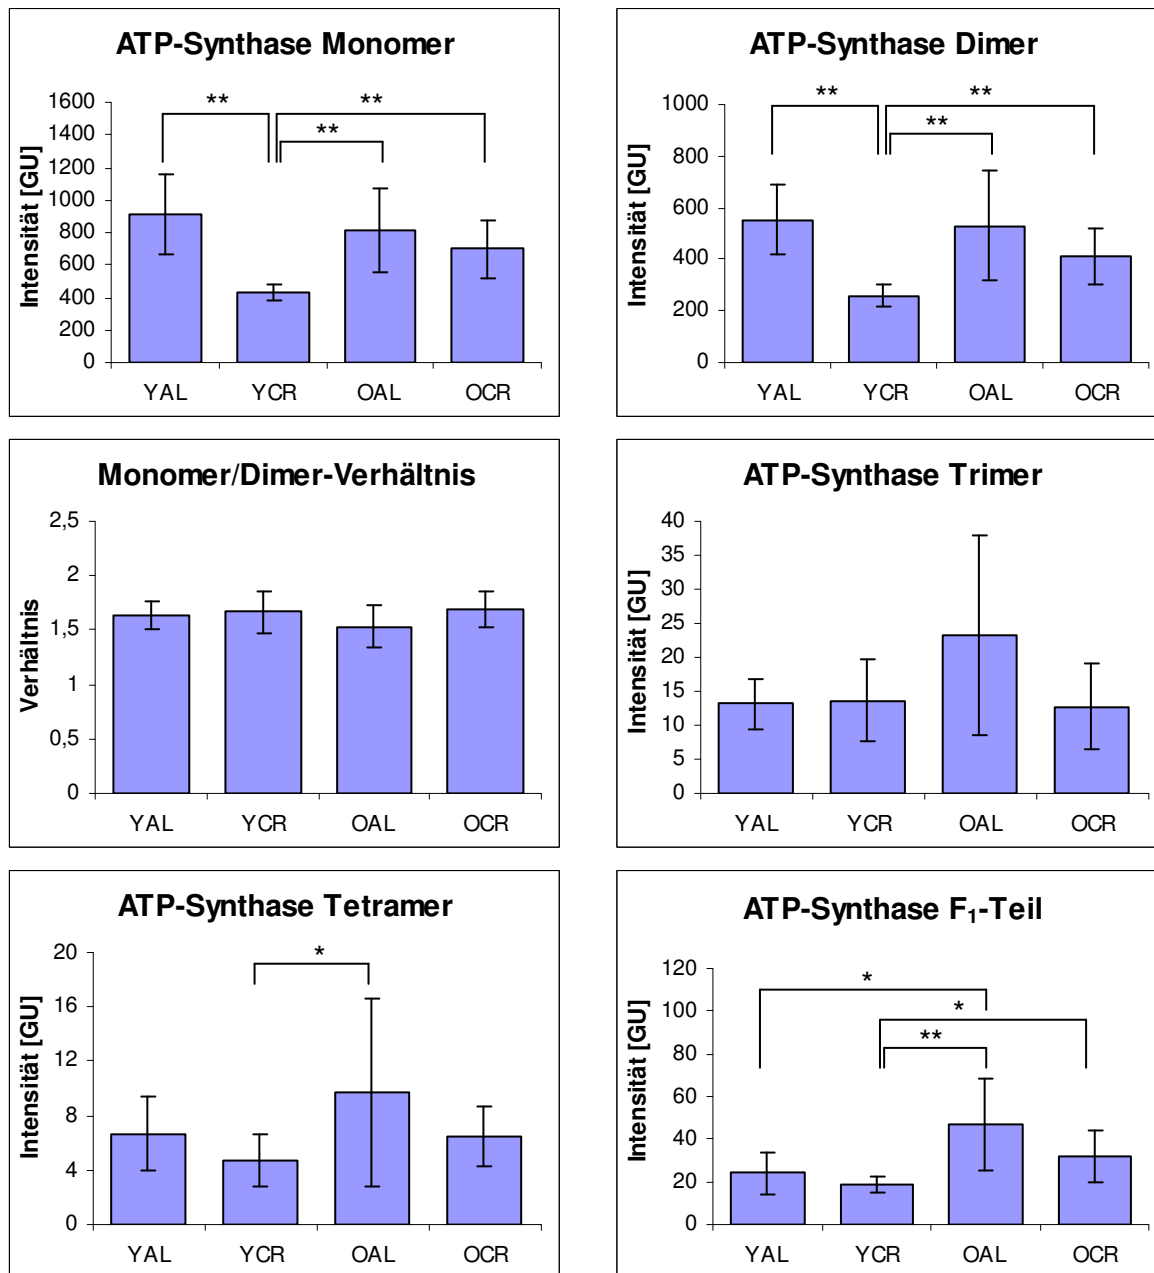 ATP-Synthase Monomer
Intensität [GU]
1600
1400
1200
1000
800
600
400
200
0
** **
**
YAL YCR OAL OCR
ATP-Synthase Dimer
Intensität [GU]
1000
800
600
400
200
0
** **
**
YAL YCR OAL OCR
Monomer/Dimer-Verhältnis
Verhältnis
2,5
2
1,5
1
0,5
0
YAL YCR OAL OCR
ATP-Synthase Trimer
Intensität [GU]
40
35
30
25
20
15
10
5
0
YAL YCR OAL OCR
ATP-Synthase Tetramer
Intensität [GU]
20
16
12
8
4
0
*
YAL YCR OAL OCR
ATP-Synthase F₁-Teil
Intensität [GU]
120
100
80
60
40
20
0
*
*
**
YAL YCR OAL OCR